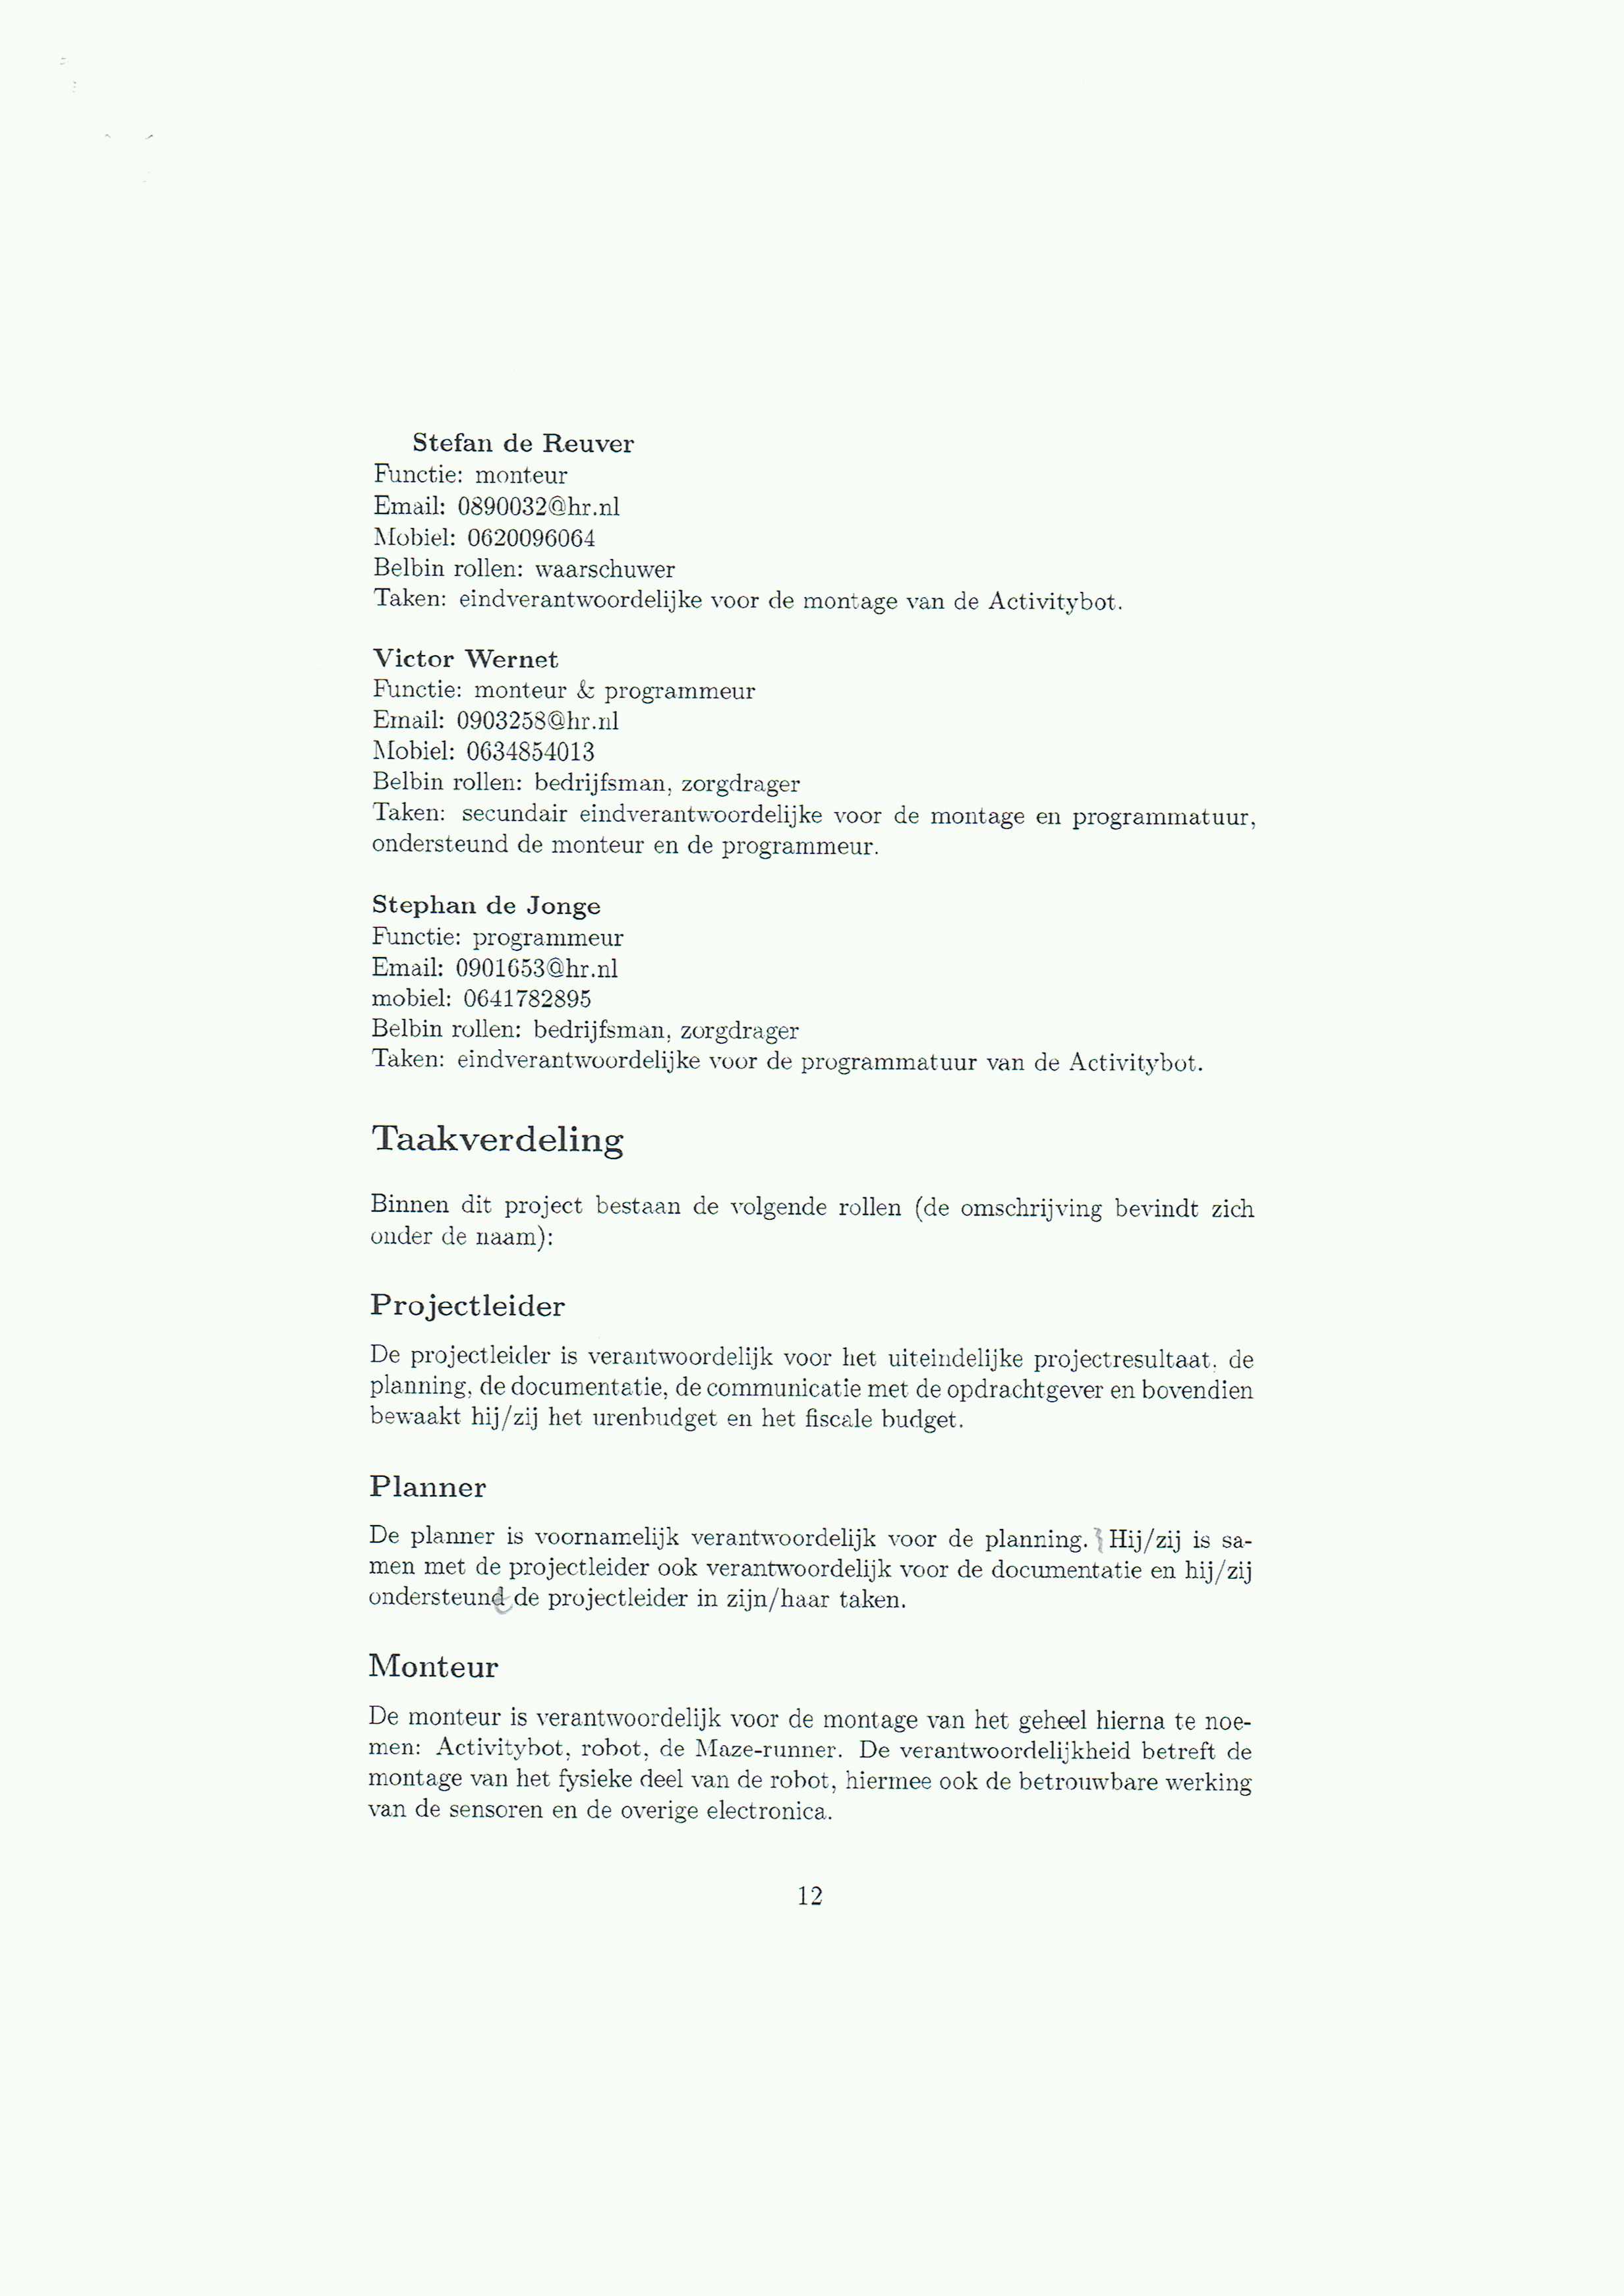 Stefan de Reuver
Functie: monteur
Email: 0890032@hr.nl
Mobiel: 0620096064
Belbin rollen: waarschuwer
Taken: eindverantwoordelijke voor de montage van de Activitybot.
Victor Wernet
Functie: monteur & programmeur
Email: 0903258@hr.nl
Mobiel: 0634854013
Belbin rollen: bedrijfsman, zorgdrager
Taken: secundair eindverantwoordelijke voor de montage en programmatuur,
ondersteund de monteur en de programmeur.
Stephan de Jonge
Functie: programmeur
Email: 0901653@hr.nl
mobiel: 0641782895
Belbin rollen: bedrijfsman, zorgdrager
Taken: eindverantwoordelijke voor de programmatuur van de Activitybot.
Taakverdeling
Binnen dit project bestaan de volgende rollen (de omschrijving bevindt zich
onder de naam):
Projectleider
De projectleider is verantwoordelijk voor het uiteindelijke projectresultaat, de
planning, de documentatie, de communicatie met de opdrachtgever en bovendien
bewaakt hij/zij het urenbudget en het fiscale budget.
Planner
De planner is voornamelijk verantwoordelijk voor de planning. Hij/zij is sa-
men met de projectleider ook verantwoordelijk voor de documentatie en hij/zij
ondersteund de projectleider in zijn/haar taken.
Monteur
De monteur is verantwoordelijk voor de montage van het geheel hierna te noe-
men: Activitybot, robot, de Maze-runner. De verantwoordelijkheid betreft de
montage van het fysieke deel van de robot, hiermee ook de betrouwbare werking
van de sensoren en de overige electronica.
12